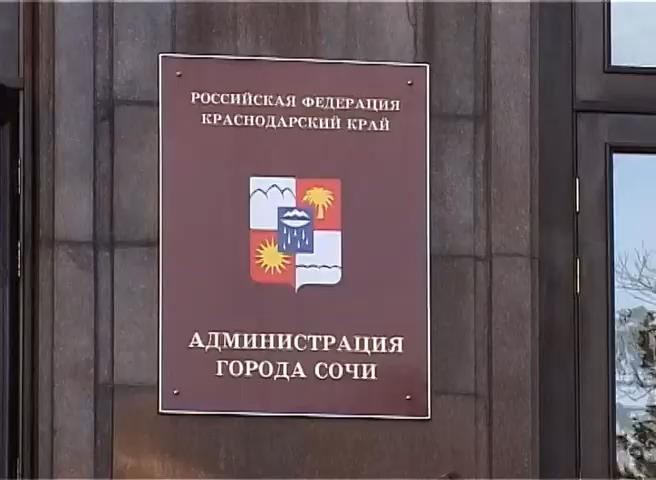 РОССИЙСКАЯ ФЕДЕРАЦИЯ
КРАСНОДАРСКИЙ КРАЙ
АДМИНИСТРАЦИЯ
ГОРОДА СОЧИ